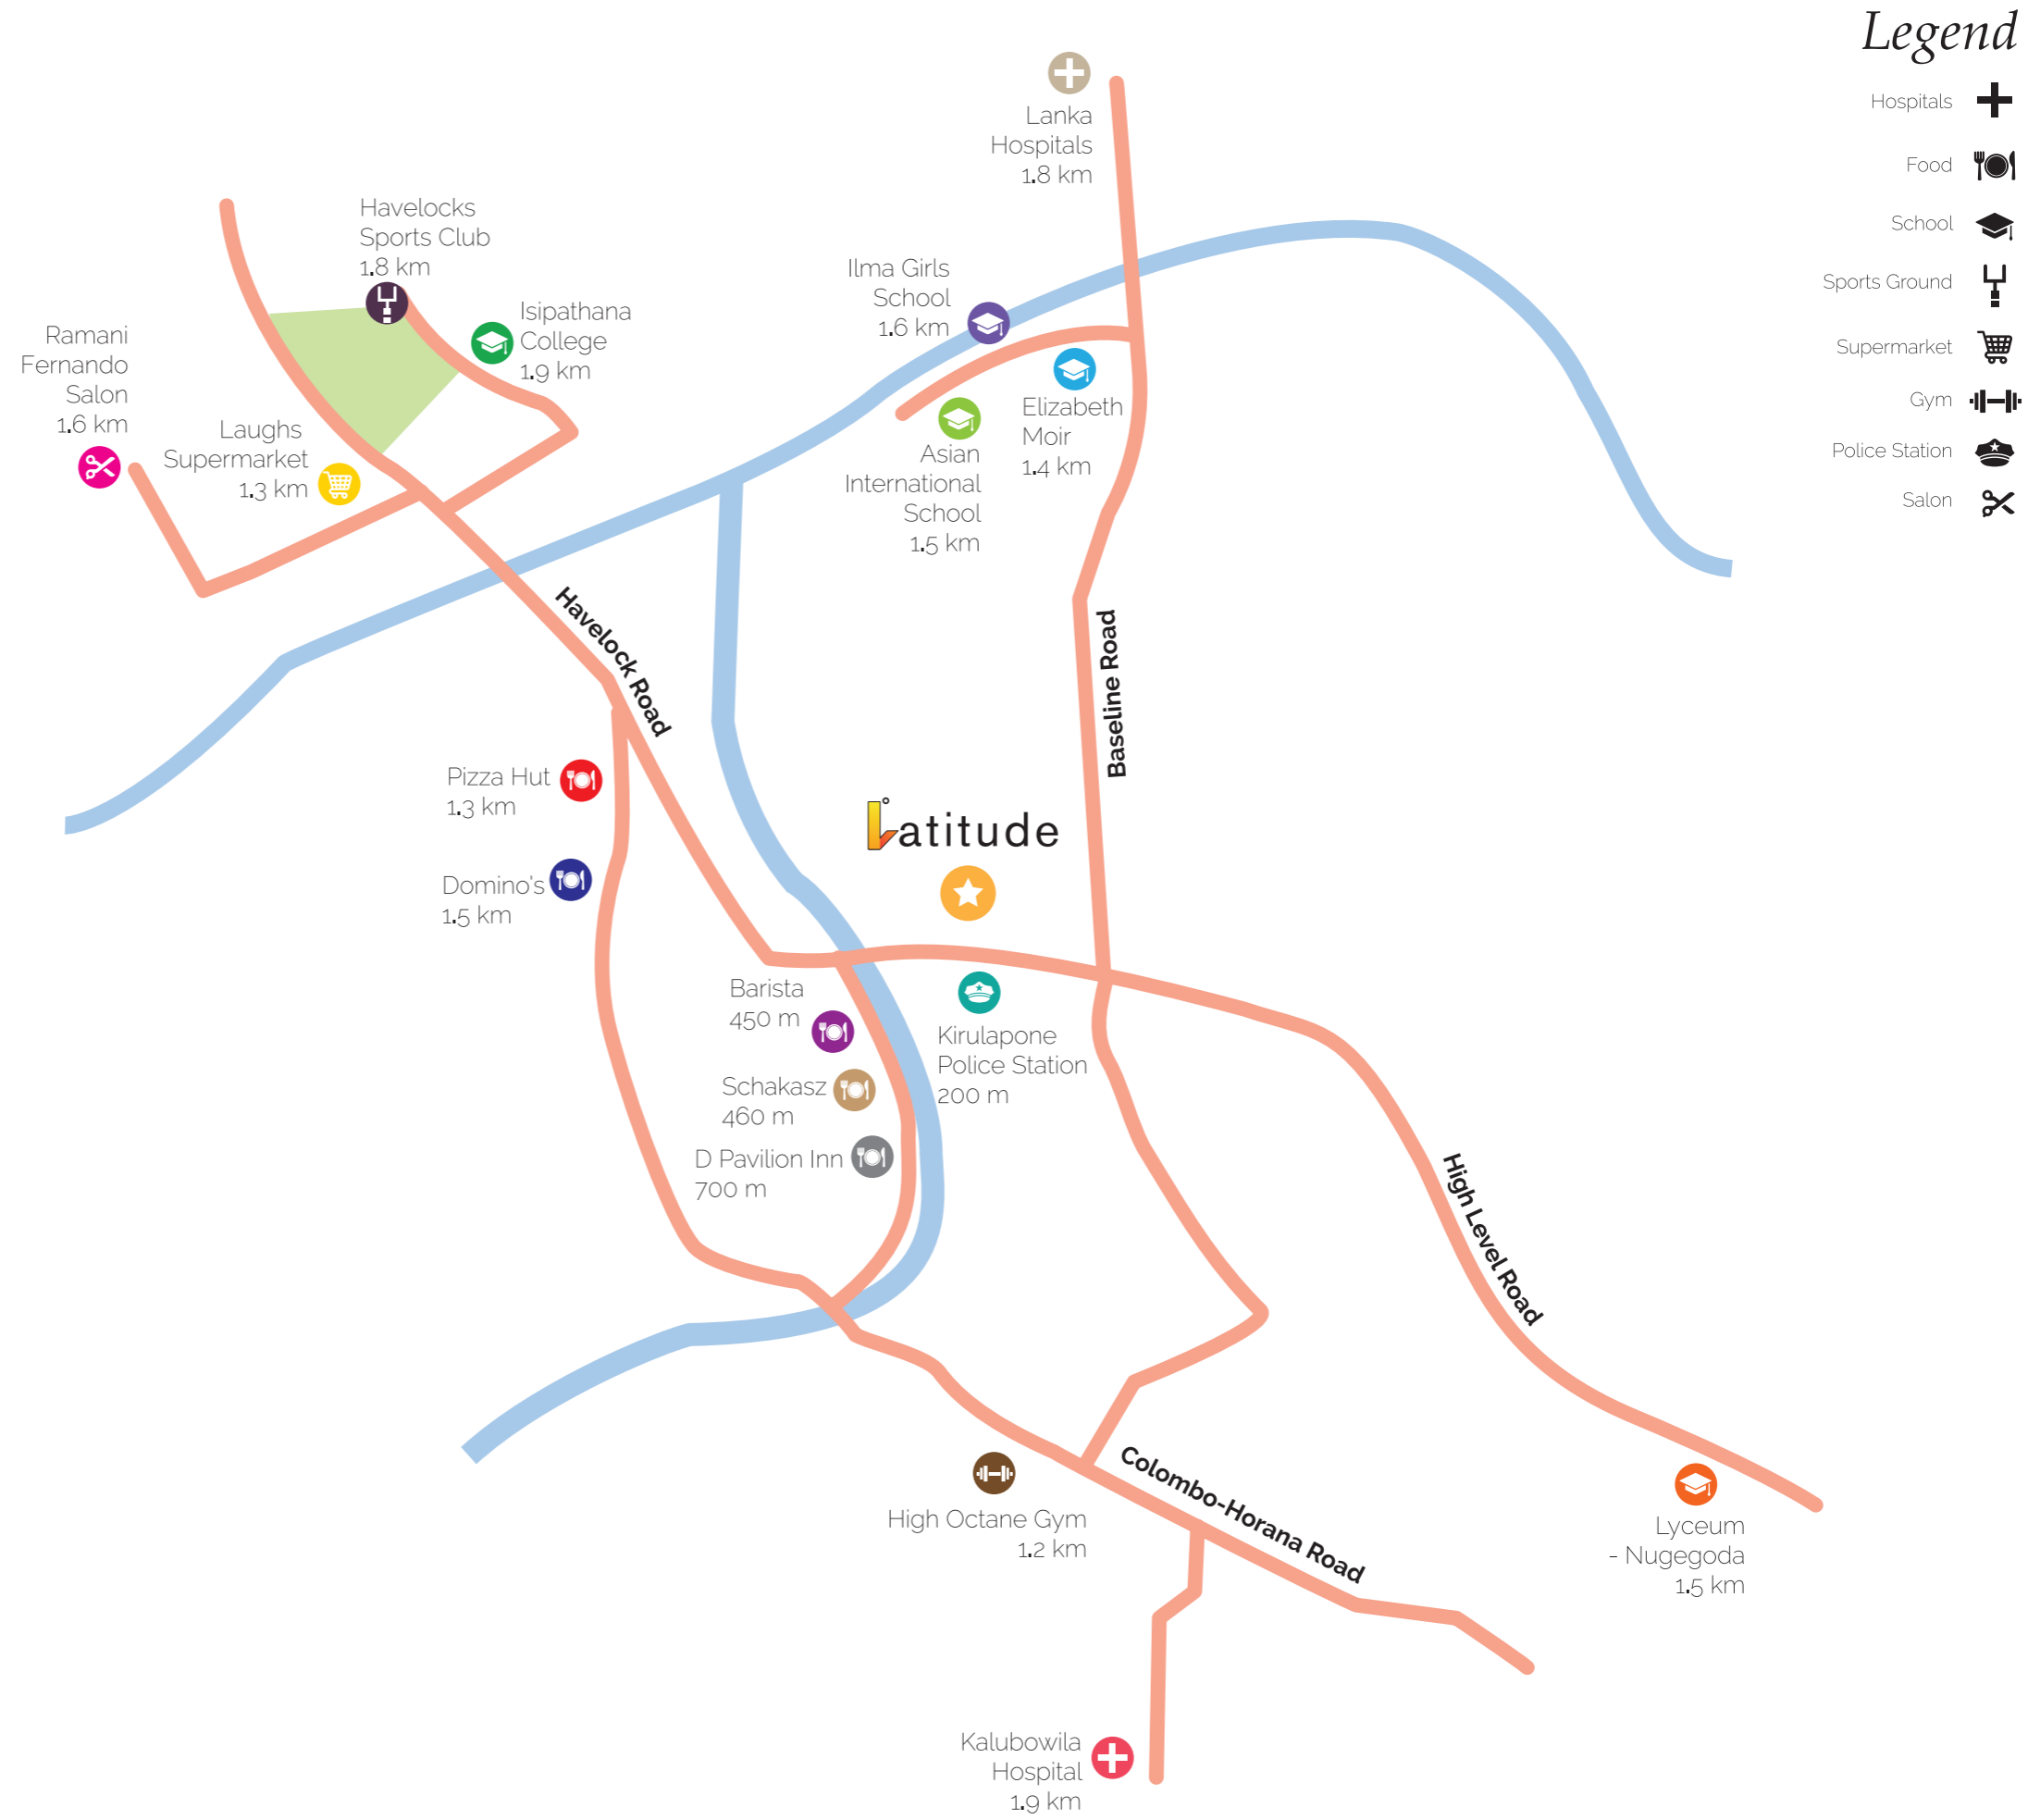 Legend
Hospitals
Food
School
Sports Ground
Supermarket
Gym
Police Station
Salon
Lanka
Hospitals
1.8 km
Havelocks
Sports Club
1.8 km
Isipathana
College
1.9 km
Ramani
Fernando
Salon
1.6 km
Laughs
Supermarket
1.3 km
Ilma Girls
School
1.6 km
Elizabeth
Moir
1.4 km
Asian
International
School
1.5 km
Havelock Road
Baseline Road
Pizza Hut
1.3 km
Domino's
1.5 km
Latitude
Barista
450 m
Schakasz
460 m
D Pavilion Inn
700 m
Kirulapone
Police Station
200 m
High Level Road
Colombo-Horana Road
High Octane Gym
1.2 km
Lyceum
- Nugegoda
1.5 km
Kalubowila
Hospital
1.9 km